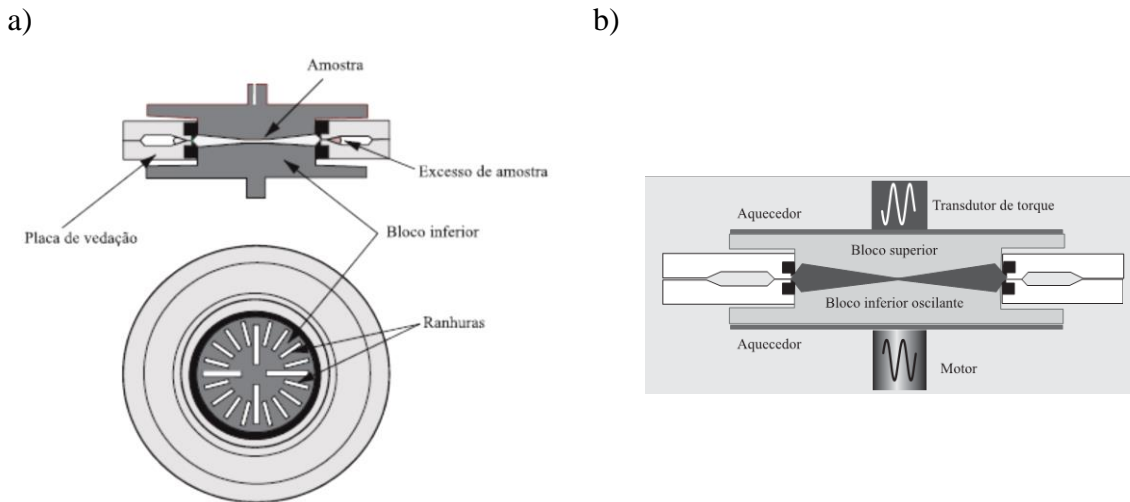 a)
Amostra
Excesso de amostra
Placa de vedação
Bloco inferior
Ranhuras
b)
Transdutor de torque
Aquecedor
Bloco superior
Bloco inferior oscilante
Aquecedor
Motor